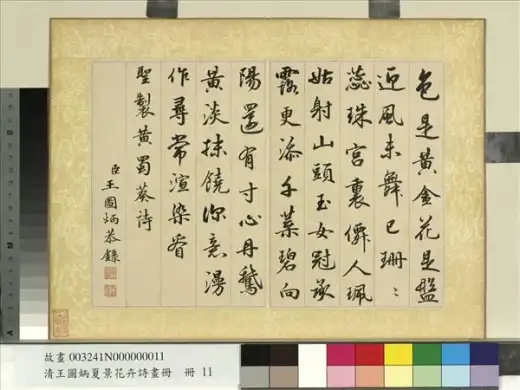 色是黃金花是盤
迎風未舞已珊〻
蕊珠宮裏僊人珮
姑射山頭玉女冠承
露更添千葉碧向
陽還有寸心丹鵞
黃淡抹饒深意漫
作尋常渲染看
聖製黃蜀葵詩
臣王圖炳恭錄
故畫 003241N000000011
清王圖炳夏景花卉詩畫冊 冊 11